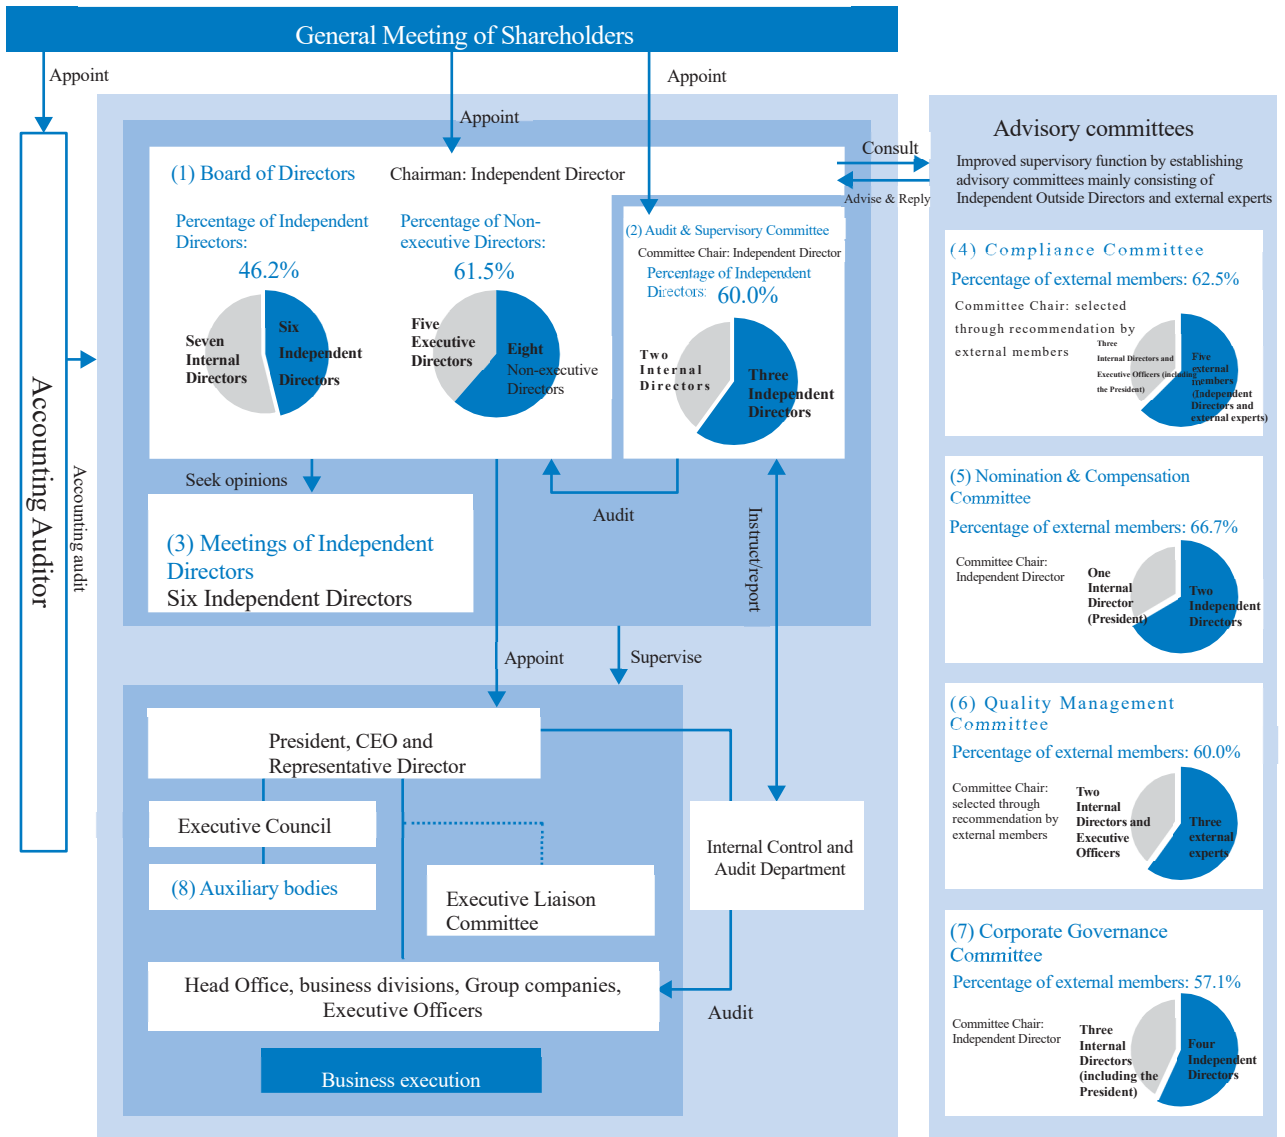 General Meeting of Shareholders
Appoint
Appoint
Appoint
Accounting Auditor
Accounting audit
(1) Board of Directors
Chairman: Independent Director
Percentage of Independent
Directors:
46.2%
Seven
Internal
Directors
Six
Independent
Directors
Percentage of Non-
executive Directors:
61.5%
Five
Executive
Directors
Eight
Non-executive
Directors
(2) Audit & Supervisory Committee
Committee Chair: Independent Director
Percentage of Independent
Directors: 60.0%
Two
Internal
Directors
Three
Independent
Directors
Consult
Advise & Reply
Seek opinions
Audit
Instruct/report
(3) Meetings of Independent
Directors
Six Independent Directors
Appoint
Supervise
President, CEO and
Representative Director
Executive Council
(8) Auxiliary bodies
Executive Liaison
Committee
Internal Control and
Audit Department
Head Office, business divisions, Group companies,
Executive Officers
Audit
Business execution
Advisory committees
Improved supervisory function by establishing
advisory committees mainly consisting of
Independent Outside Directors and external experts
(4) Compliance Committee
Percentage of external members: 62.5%
Committee Chair: selected
through recommendation by
external members
Three
Internal Directors and
Executive Officers (including
the President)
Five
external
members
(Independent
Directors and
external experts)
(5) Nomination & Compensation
Committee
Percentage of external members: 66.7%
Committee Chair:
Independent Director
One
Internal
Director
(President)
Two
Independent
Directors
(6) Quality Management
Committee
Percentage of external members: 60.0%
Committee Chair:
selected through
recommendation by
external members
Two
Internal
Directors and
Executive
Officers
Three
external
experts
(7) Corporate Governance
Committee
Percentage of external members: 57.1%
Committee Chair:
Independent Director
Three
Internal
Directors
(including the
President)
Four
Independent
Directors